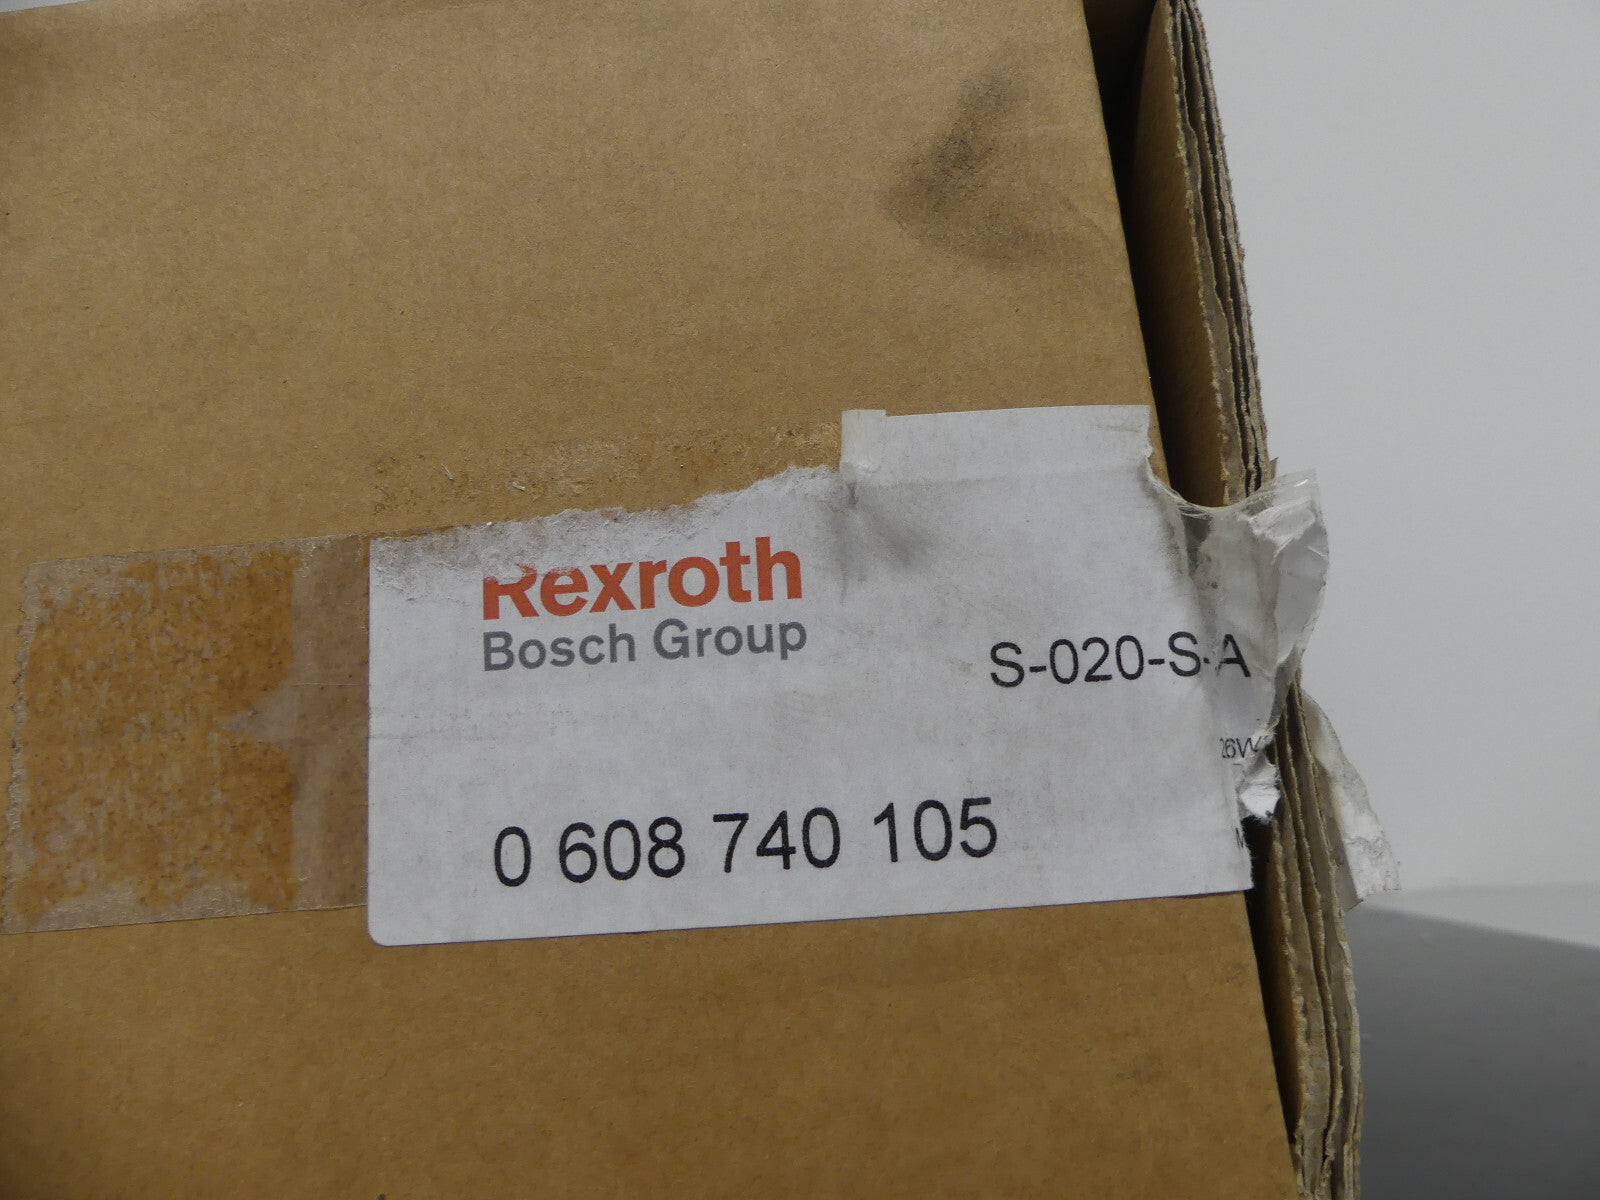 Rexroth
Bosch Group
S-020-S-A
0 608 740 105